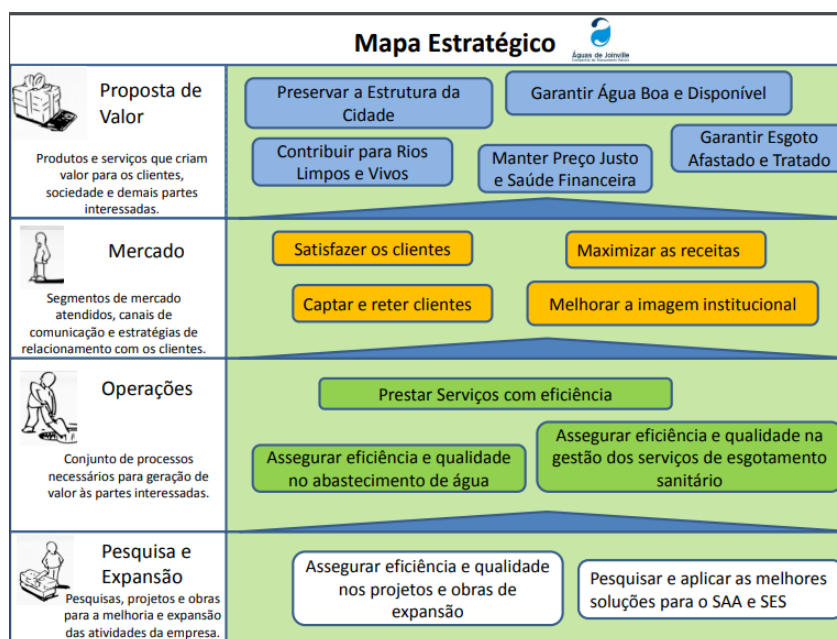 Mapa Estratégico
Águas de Joinville
Proposta de
Valor
Produtos e serviços que criam
valor para os clientes,
sociedade e demais partes
interessadas.
Preservar a Estrutura da
Cidade
Garantir Água Boa e Disponível
Contribuir para Rios
Limpos e Vivos
Manter Preço Justo
e Saúde Financeira
Garantir Esgoto
Afastado e Tratado
Mercado
Segmentos de mercado
atendidos, canais de
comunicação e estratégias de
relacionamento com os clientes.
Satisfazer os clientes
Maximizar as receitas
Captar e reter clientes
Melhorar a imagem institucional
Operações
Conjunto de processos
necessários para geração de
valor às partes interessadas.
Prestar Serviços com eficiência
Assegurar eficiência e qualidade
no abastecimento de água
Assegurar eficiência e qualidade na
gestão dos serviços de esgotamento
sanitário
Pesquisa e
Expansão
Pesquisas, projetos e obras
para a melhoria e expansão
das atividades da empresa.
Assegurar eficiência e qualidade
nos projetos e obras de
expansão
Pesquisar e aplicar as melhores
soluções para o SAA e SES